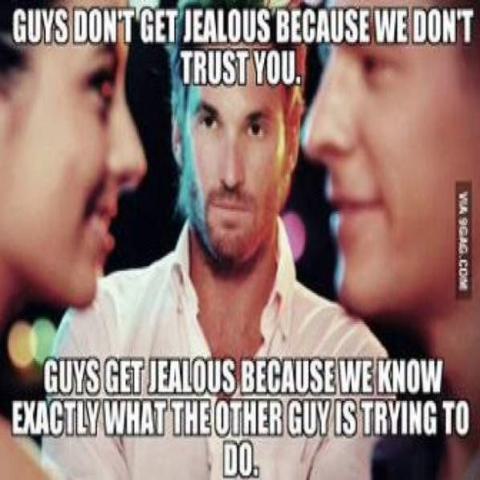 GUYS DON'T GET JEALOUS BECAUSE WE DON'T
TRUST YOU.
VIA 9GAG.COM
GUYS GET JEALOUS BECAUSE WE KNOW
EXACTLY WHAT THE OTHER GUY IS TRYING TO
DO.